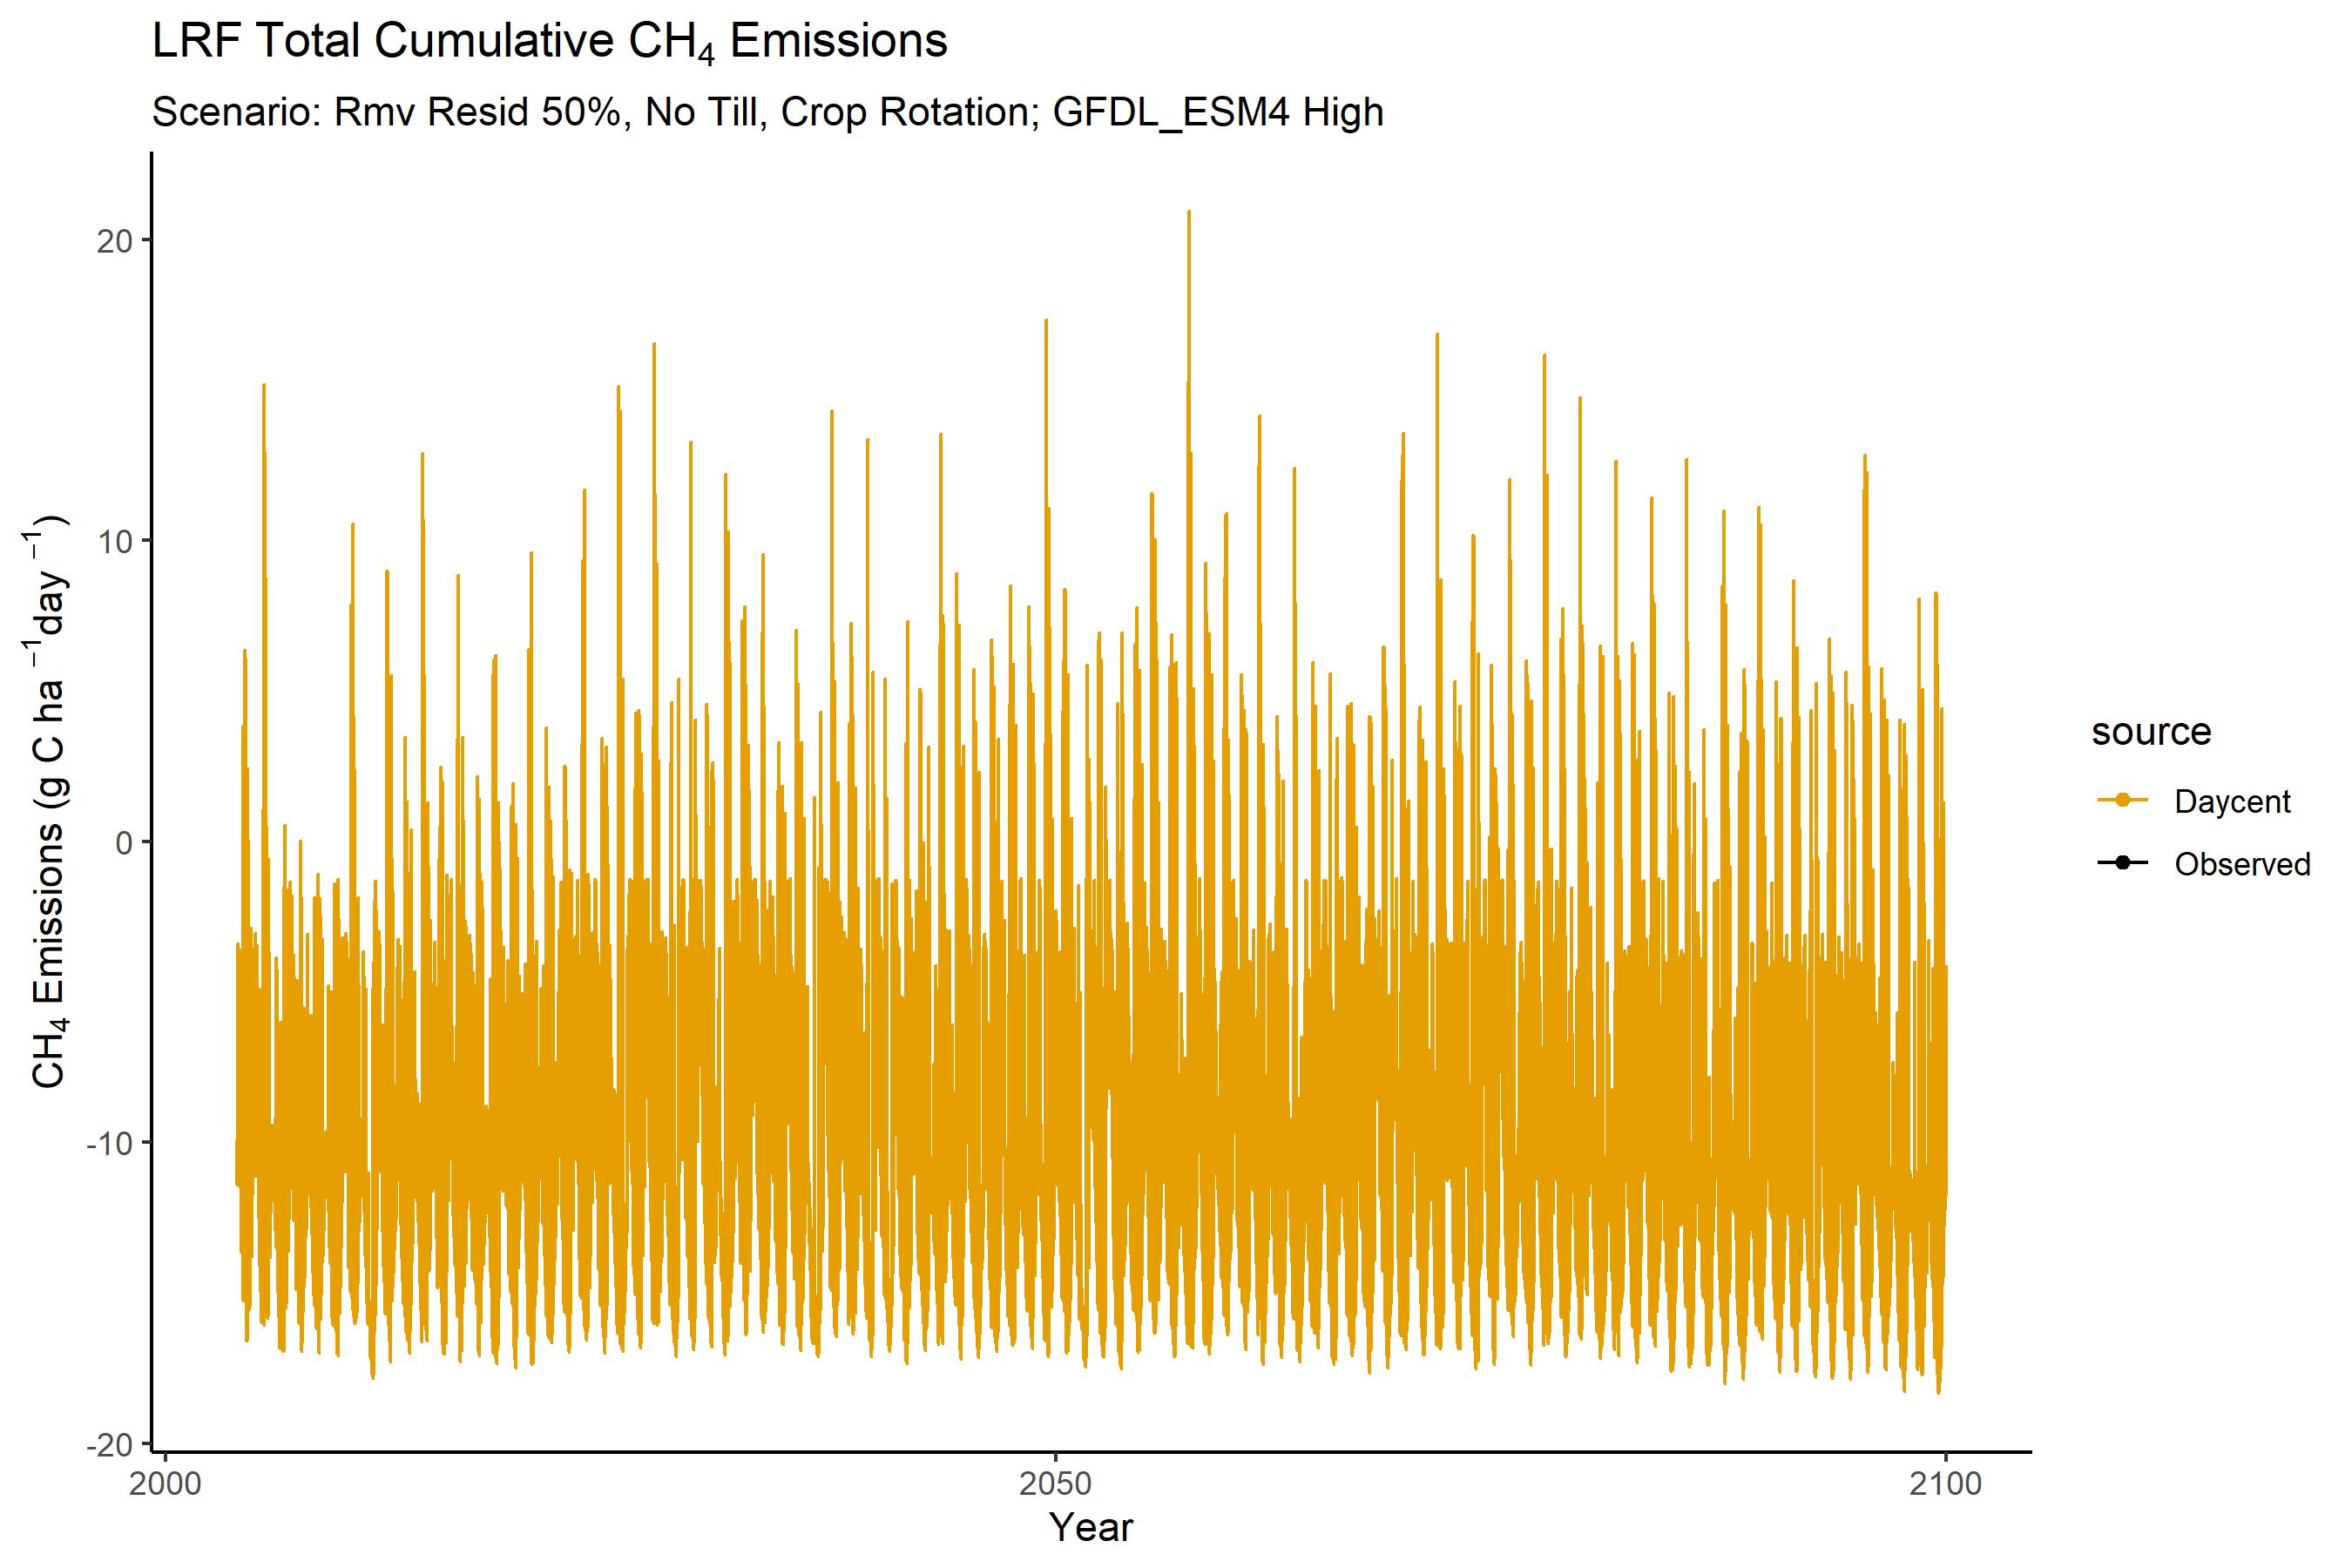 LRF Total Cumulative CH₄ Emissions
Scenario: Rmv Resid 50%, No Till, Crop Rotation; GFDL_ESM4 High
CH₄ Emissions (g C ha ⁻¹day ⁻¹)
20
10
0
-10
-20
2000
2050
2100
Year
source
Daycent
Observed